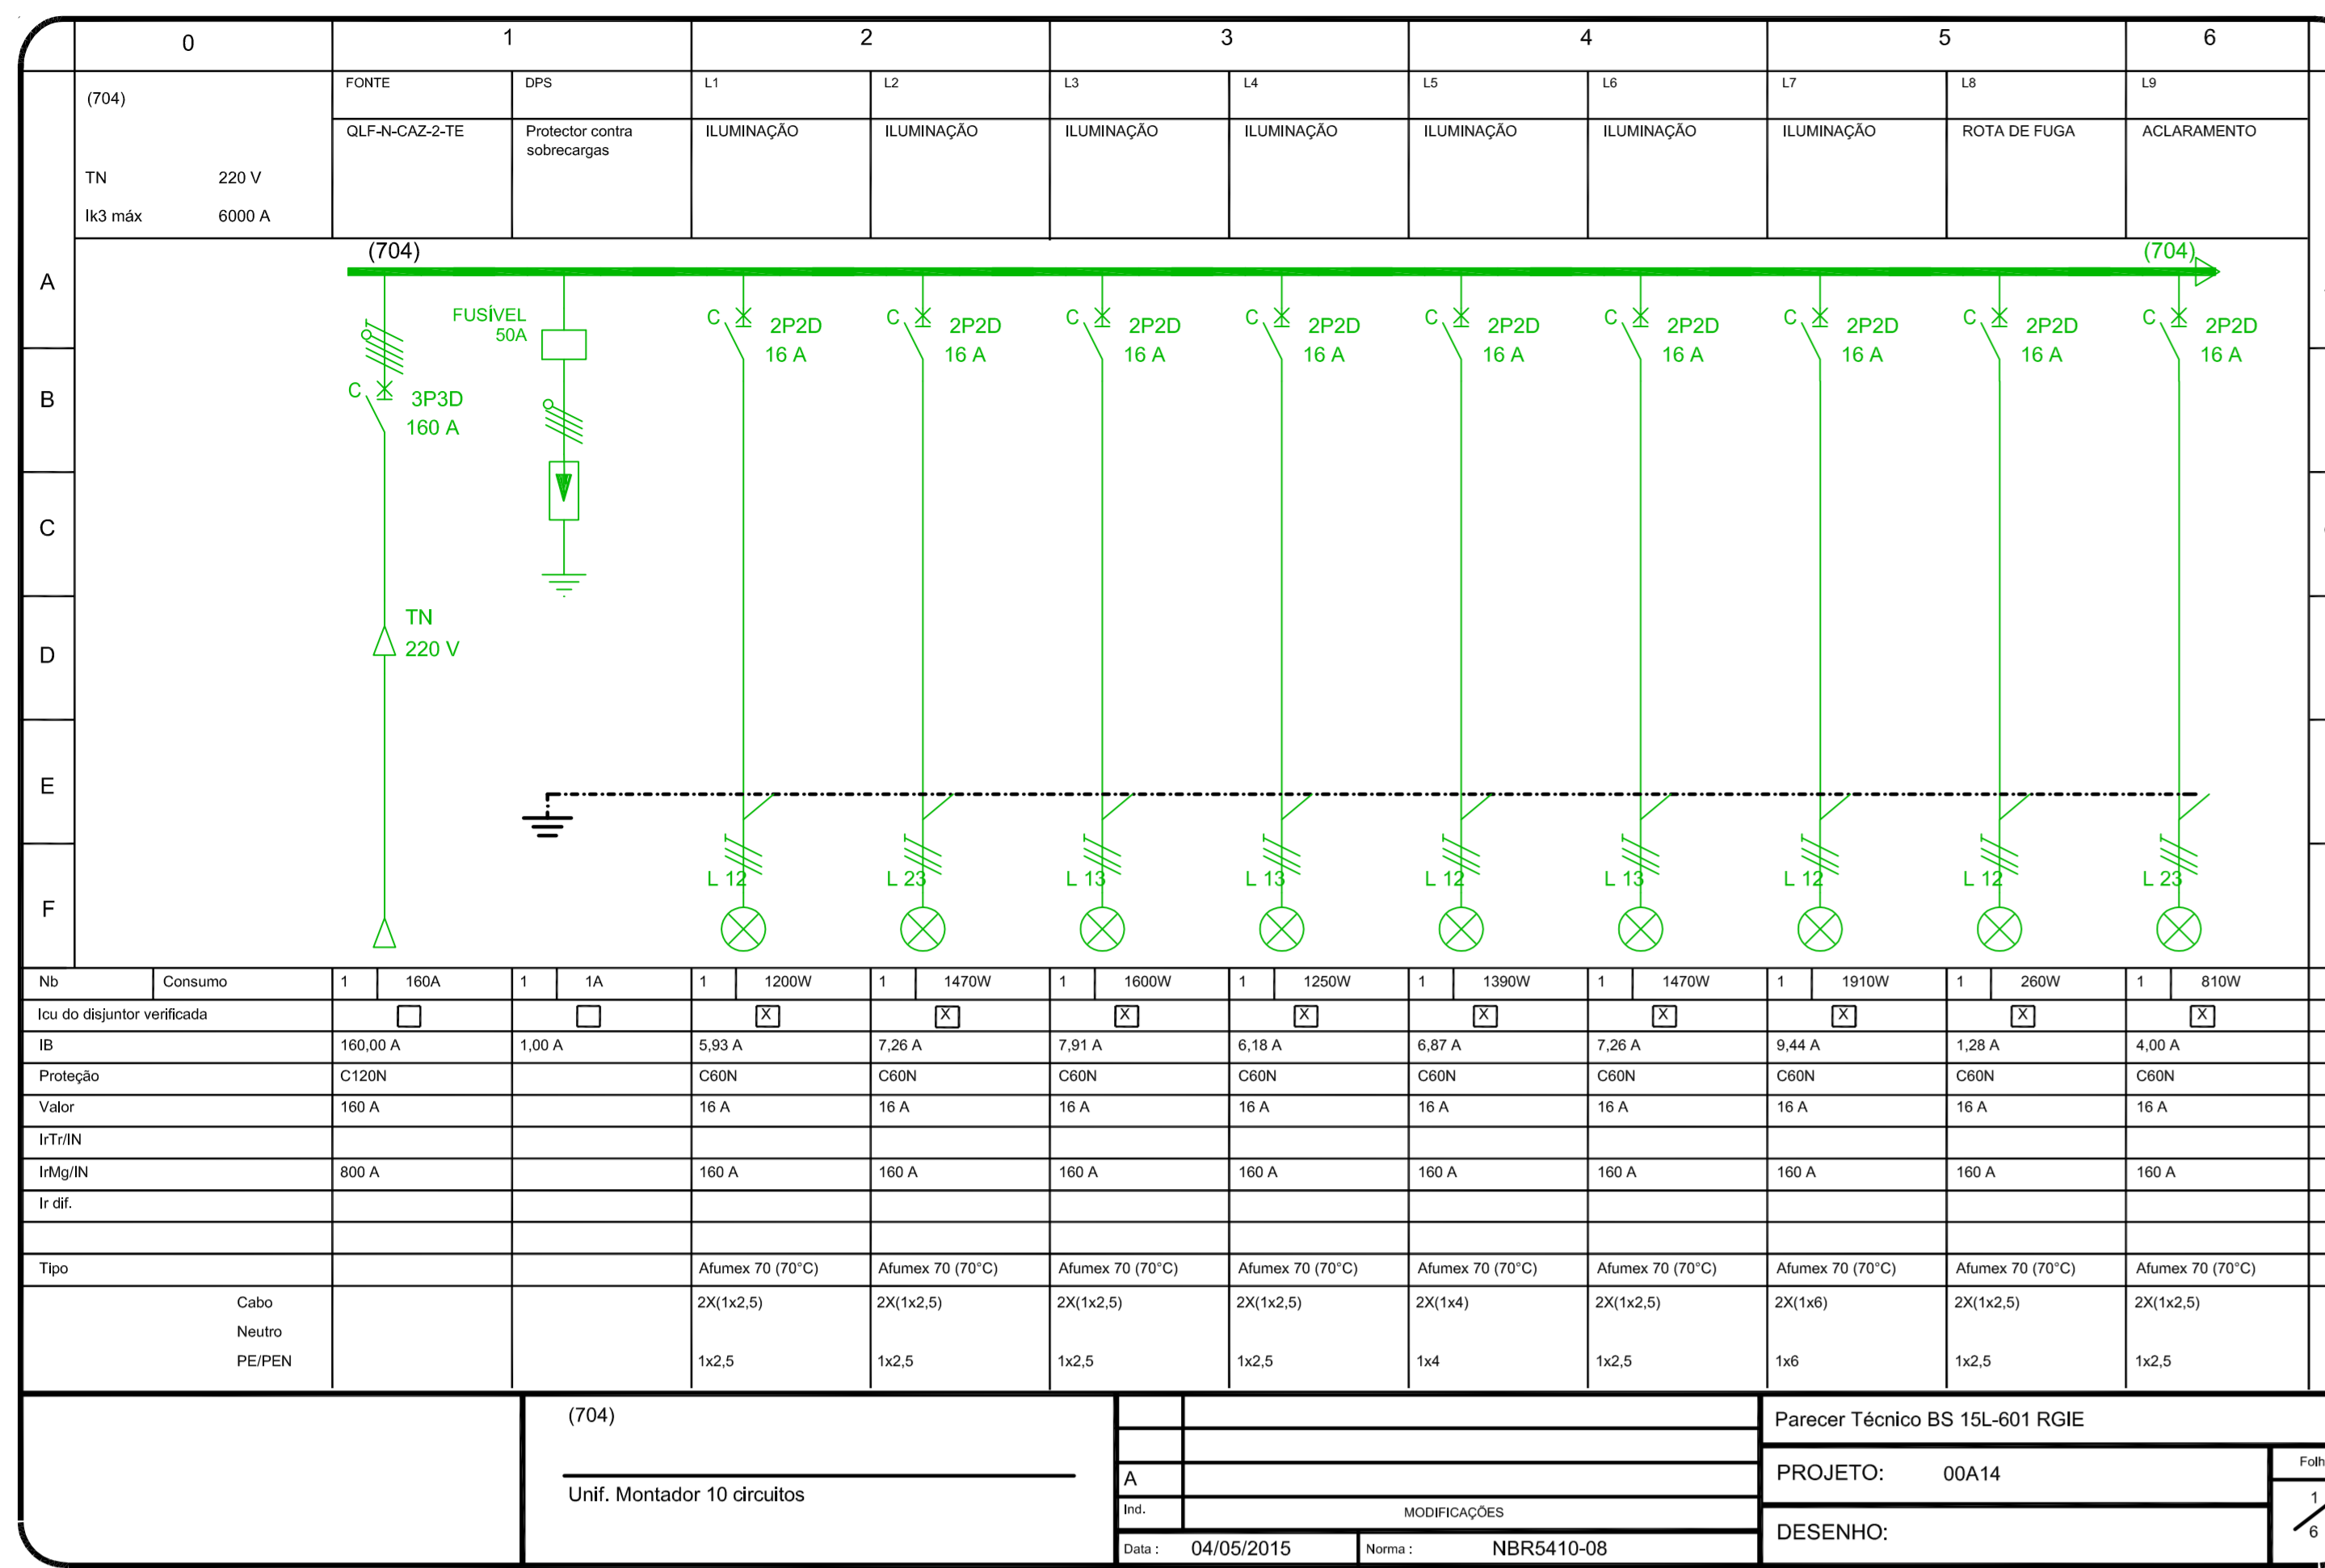 0 1 2 3 4 5 6
(704)
TN 220 V
Ik3 máx 6000 A
FONTE DPS L1 L2 L3 L4 L5 L6 L7 L8 L9
QLF-N-CAZ-2-TE Protector contra ILUMINAÇÃO ILUMINAÇÃO ILUMINAÇÃO ILUMINAÇÃO ILUMINAÇÃO ILUMINAÇÃO ILUMINAÇÃO ROTA DE FUGA ACLARAMENTO
sobrecargas
(704) (704)
A
FUSÍVEL
50A
C 2P2D C 2P2D C 2P2D C 2P2D C 2P2D C 2P2D C 2P2D C 2P2D C 2P2D
16 A 16 A 16 A 16 A 16 A 16 A 16 A 16 A 16 A
B
C 3P3D
160 A
C
TN
D
220 V
E
L 12 L 23 L 13 L 13 L 12 L 13 L 12 L 12 L 23
F
Nb Consumo 1 160A 1 1A 1 1200W 1 1470W 1 1600W 1 1250W 1 1390W 1 1470W 1 1910W 1 260W 1 810W
Icu do disjuntor verificada X X X X X X X X X
IB 160,00 A 1,00 A 5,93 A 7,26 A 7,91 A 6,18 A 6,87 A 7,26 A 9,44 A 1,28 A 4,00 A
Proteção C120N C60N C60N C60N C60N C60N C60N C60N C60N C60N
Valor 160 A 16 A 16 A 16 A 16 A 16 A 16 A 16 A 16 A 16 A
IrTr/IN
IrMg/IN 800 A 160 A 160 A 160 A 160 A 160 A 160 A 160 A 160 A 160 A
Ir dif.
Tipo Afumex 70 (70°C) Afumex 70 (70°C) Afumex 70 (70°C) Afumex 70 (70°C) Afumex 70 (70°C) Afumex 70 (70°C) Afumex 70 (70°C) Afumex 70 (70°C) Afumex 70 (70°C)
Cabo 2X(1x2,5) 2X(1x2,5) 2X(1x2,5) 2X(1x2,5) 2X(1x4) 2X(1x2,5) 2X(1x6) 2X(1x2,5) 2X(1x2,5)
Neutro
PE/PEN 1x2,5 1x2,5 1x2,5 1x2,5 1x4 1x2,5 1x6 1x2,5 1x2,5
(704)
Unif. Montador 10 circuitos
A
Ind. MODIFICAÇÕES
Data : 04/05/2015 Norma : NBR5410-08
Parecer Técnico BS 15L-601 RGIE
PROJETO: 00A14
DESENHO:
Folh
1
6